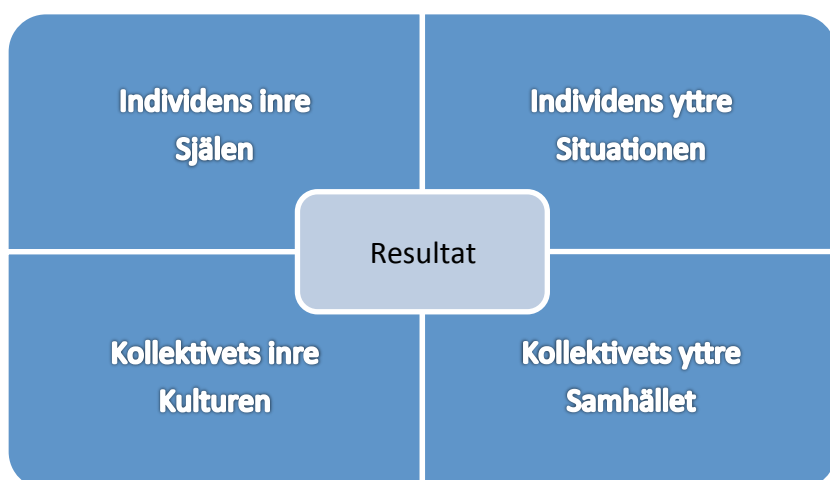 Individens inre
Själen
Individens yttre
Situationen
Resultat
Kollektivets inre
Kulturen
Kollektivets yttre
Samhället